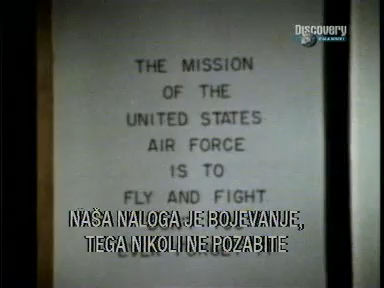 Discovery
THE MISSION
OF THE
UNITED STATES
AIR FORCE
IS TO
FLY AND FIGHT
NAŠA NALOGA JE BOJEVANJE,
TEGA NIKOLI NE POZABITE